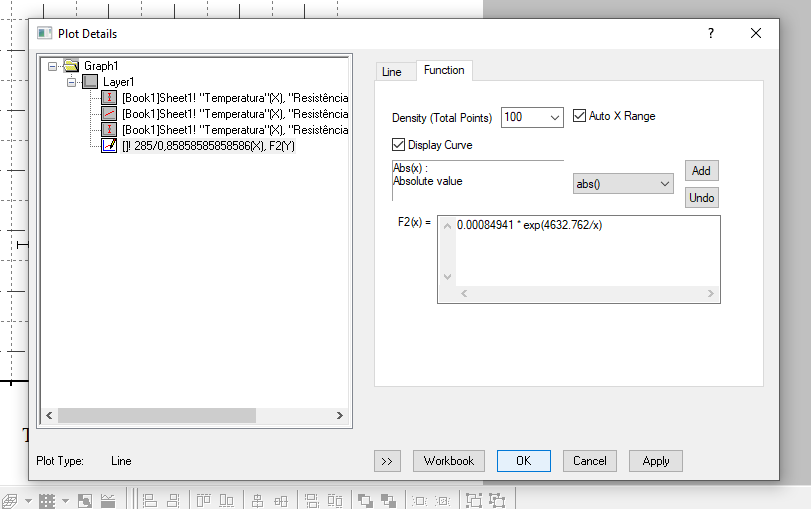 Plot Details
?
Graph1
Layer1
[Book1]Sheet1! "Temperatura"(X), "Resistência
[Book1]Sheet1! "Temperatura"(X), "Resistência
[Book1]Sheet1! "Temperatura"(X), "Resistência
[]! 285/0,85858585858586(X), F2(Y)
Line
Function
Density (Total Points)
100
Auto X Range
Display Curve
Abs(x) :
Absolute value
abs()
Add
Undo
F2(x) =
0.00084941 * exp(4632.762/x)
Plot Type:
Line
>>
Workbook
OK
Cancel
Apply